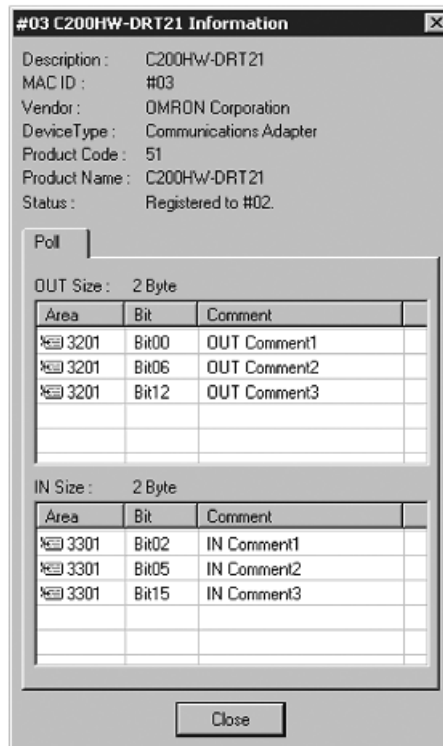 #03 C200HW-DRT21 Information
Description : C200HW-DRT21
MAC ID : #03
Vendor : OMRON Corporation
DeviceType : Communications Adapter
Product Code : 51
Product Name : C200HW-DRT21
Status : Registered to #02.
Poll
OUT Size : 2 Byte
Area Bit Comment
3201 Bit00 OUT Comment1
3201 Bit06 OUT Comment2
3201 Bit12 OUT Comment3
IN Size : 2 Byte
Area Bit Comment
3301 Bit02 IN Comment1
3301 Bit05 IN Comment2
3301 Bit15 IN Comment3
Close